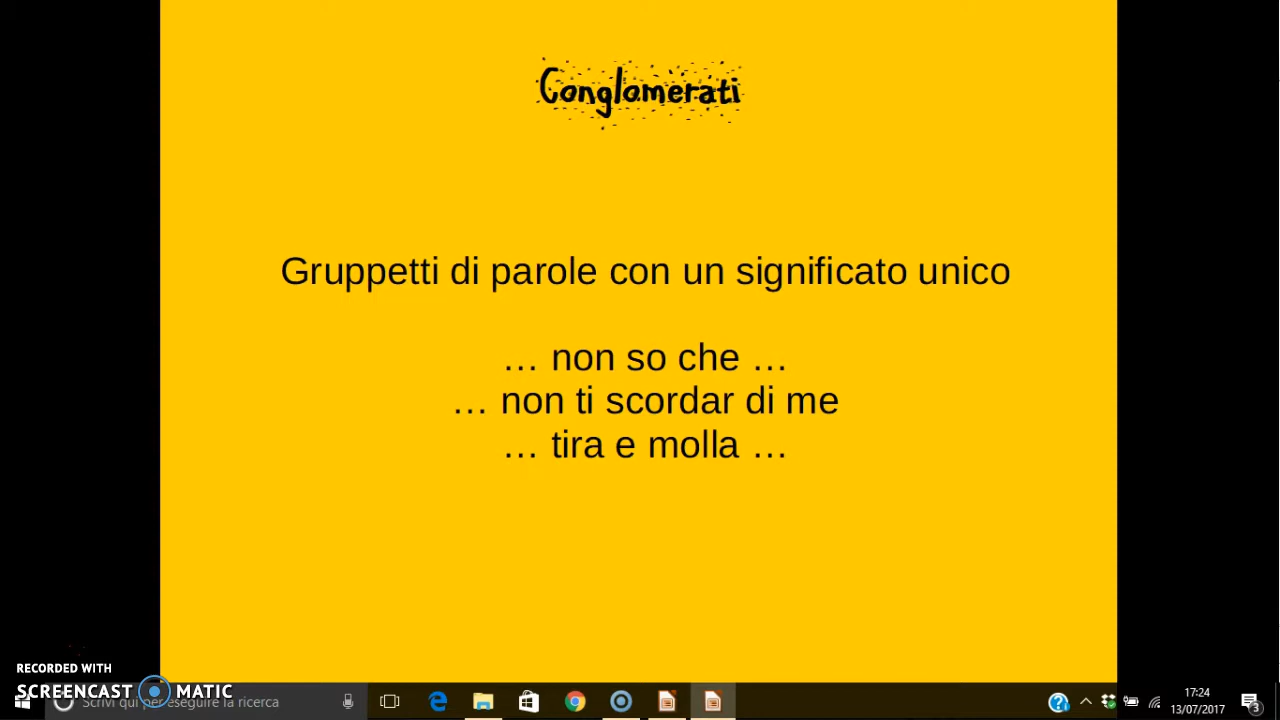 Conglomerati
Gruppetti di parole con un significato unico
… non so che …
… non ti scordar di me
… tira e molla …
RECORDED WITH
SCREENCAST MATIC
Scrivi qui per eseguire la ricerca
17:24
13/07/2017
3